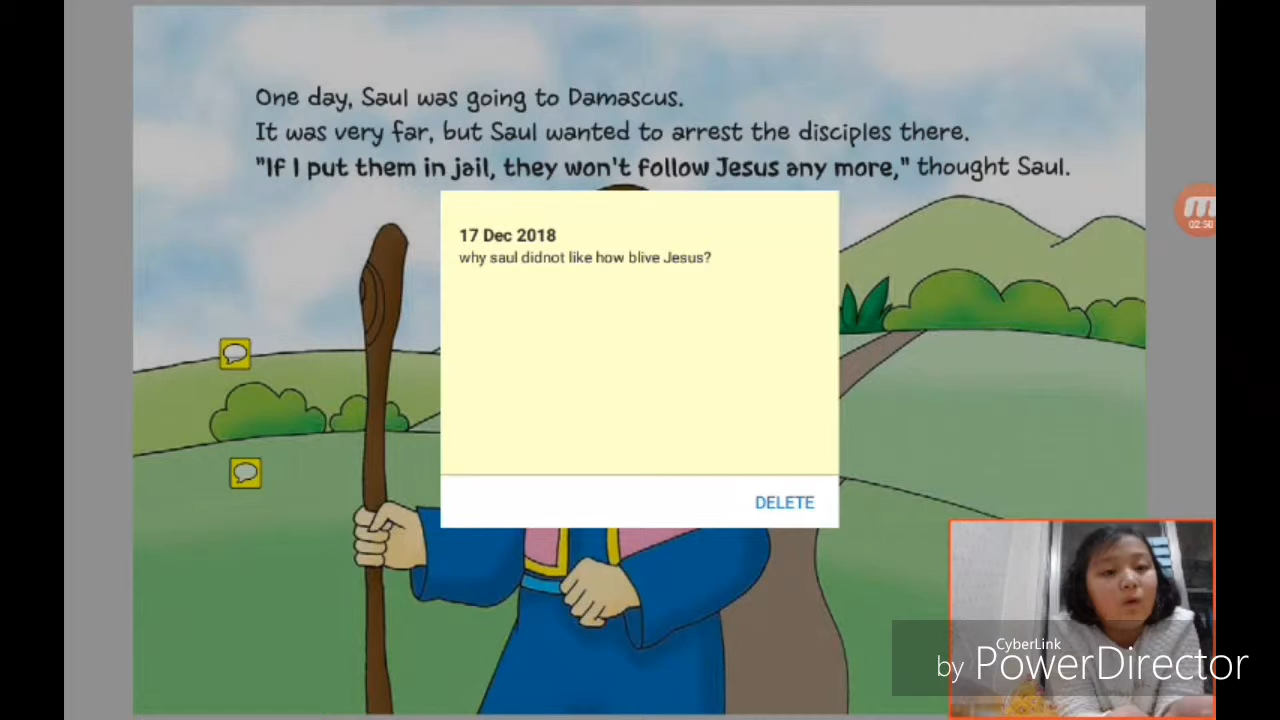 One day, Saul was going to Damascus.
It was very far, but Saul wanted to arrest the disciples there.
"If I put them in jail, they won't follow Jesus any more," thought Saul.
17 Dec 2018
why saul didnot like how blive Jesus?
DELETE
02:50
CyberLink
by PowerDirector